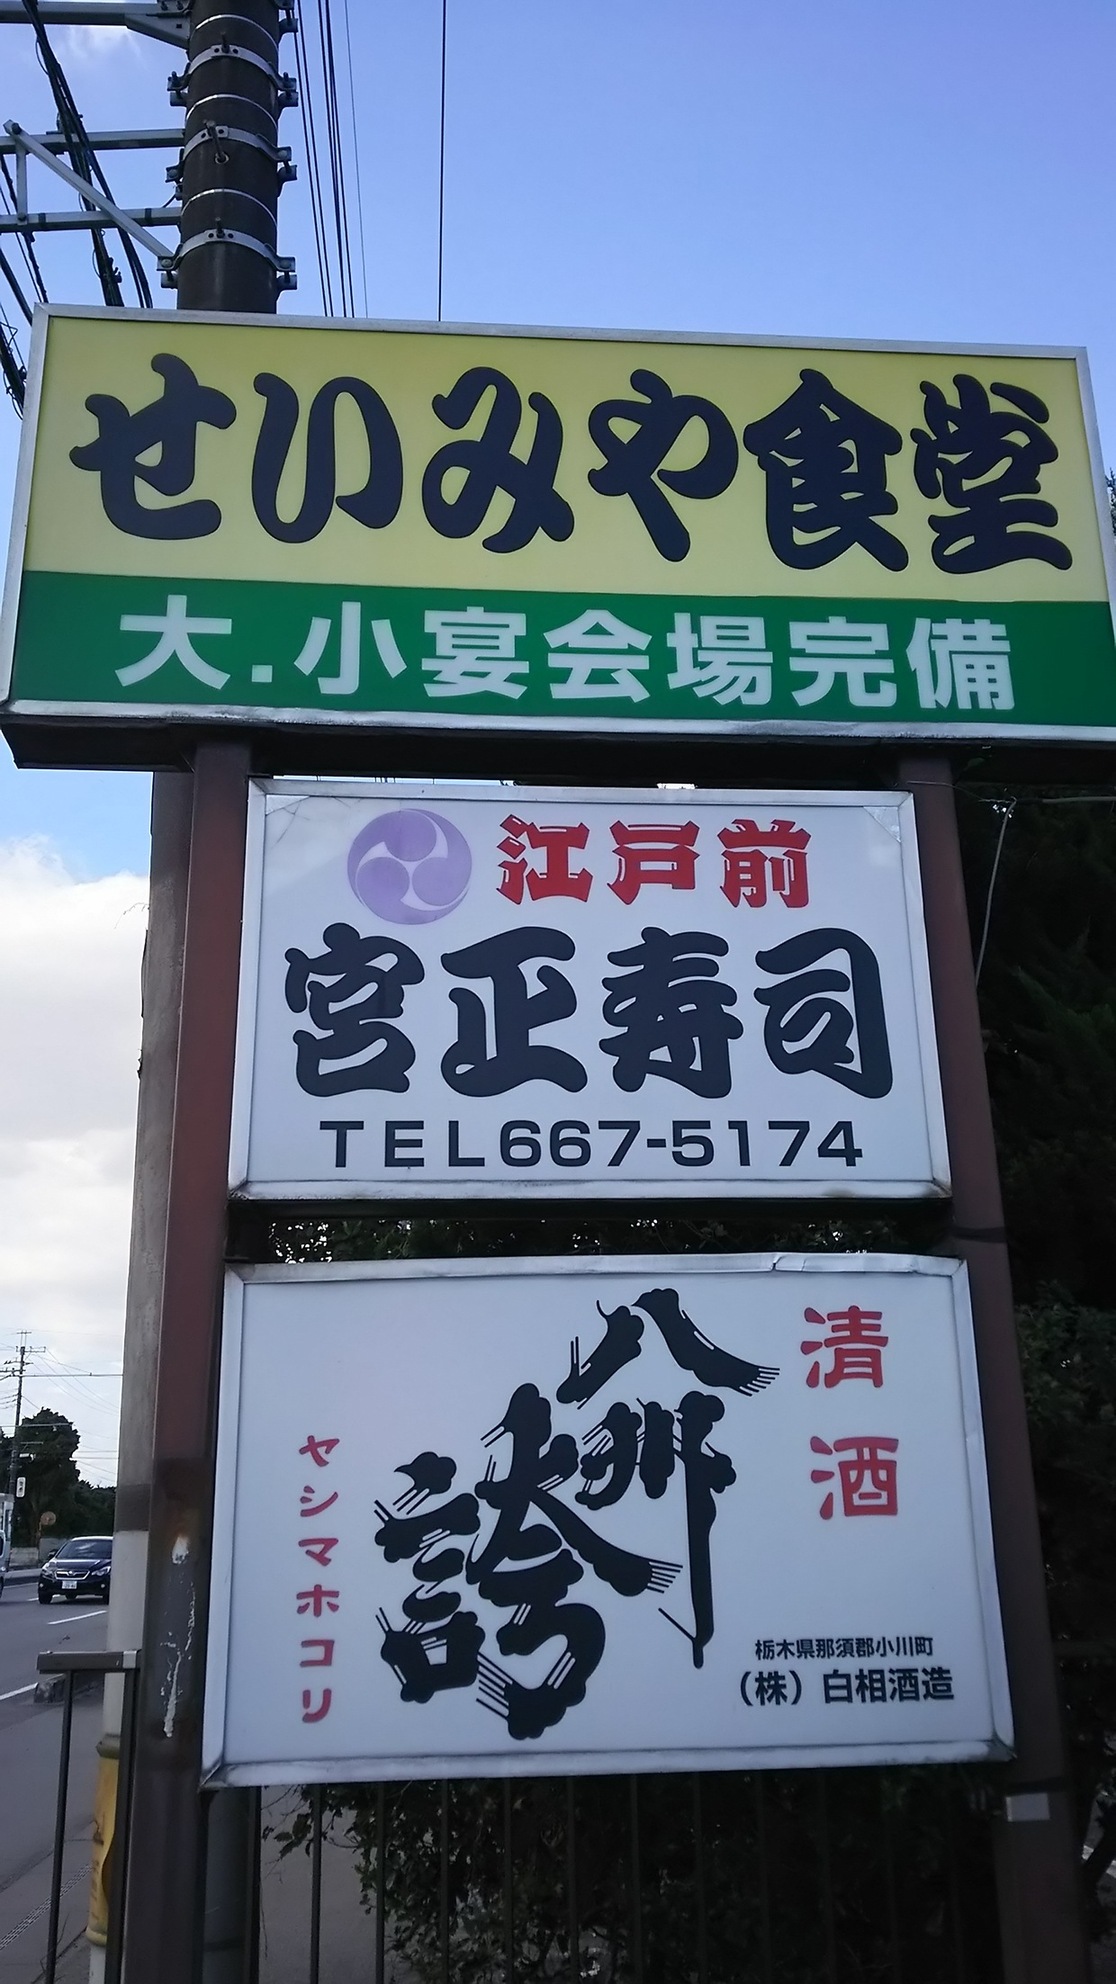 せいみや食堂
大.小宴会場完備
江戸前
宮正寿司
TEL667-5174
清酒
八州誇
ヤシマホコリ
栃木県那須郡小川町
(株)白相酒造